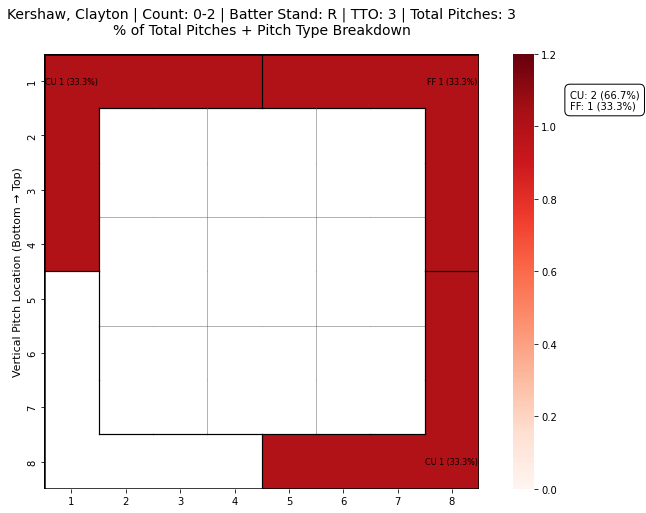 Kershaw, Clayton | Count: 0-2 | Batter Stand: R | TTO: 3 | Total Pitches: 3
% of Total Pitches + Pitch Type Breakdown
CU 1 (33.3%)
FF 1 (33.3%)
CU 1 (33.3%)
Vertical Pitch Location (Bottom → Top)
1
2
3
4
5
6
7
8
1 2 3 4 5 6 7 8
1.2
1.0
0.8
0.6
0.4
0.2
0.0
CU: 2 (66.7%)
FF: 1 (33.3%)